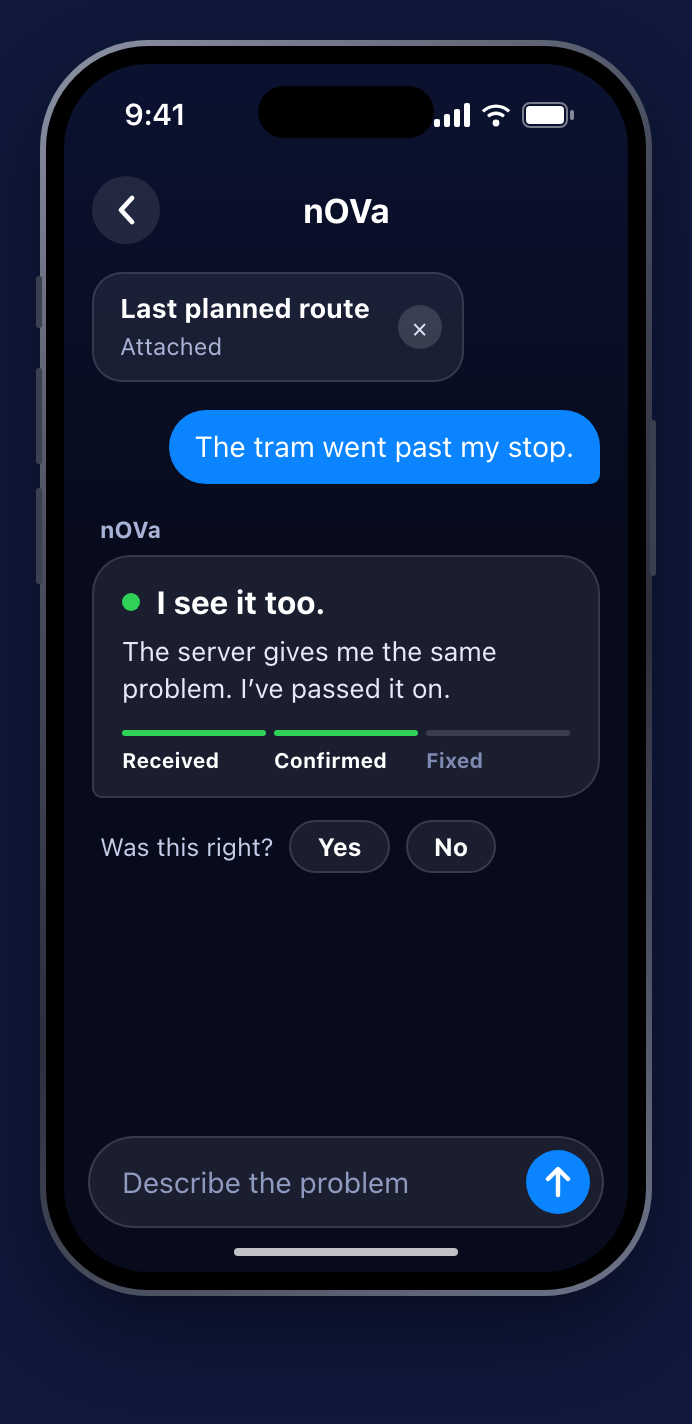 9:41
nOVa
Last planned route
Attached
×
The tram went past my stop.
nOVa
I see it too.
The server gives me the same
problem. I’ve passed it on.
Received Confirmed Fixed
Was this right? Yes No
Describe the problem